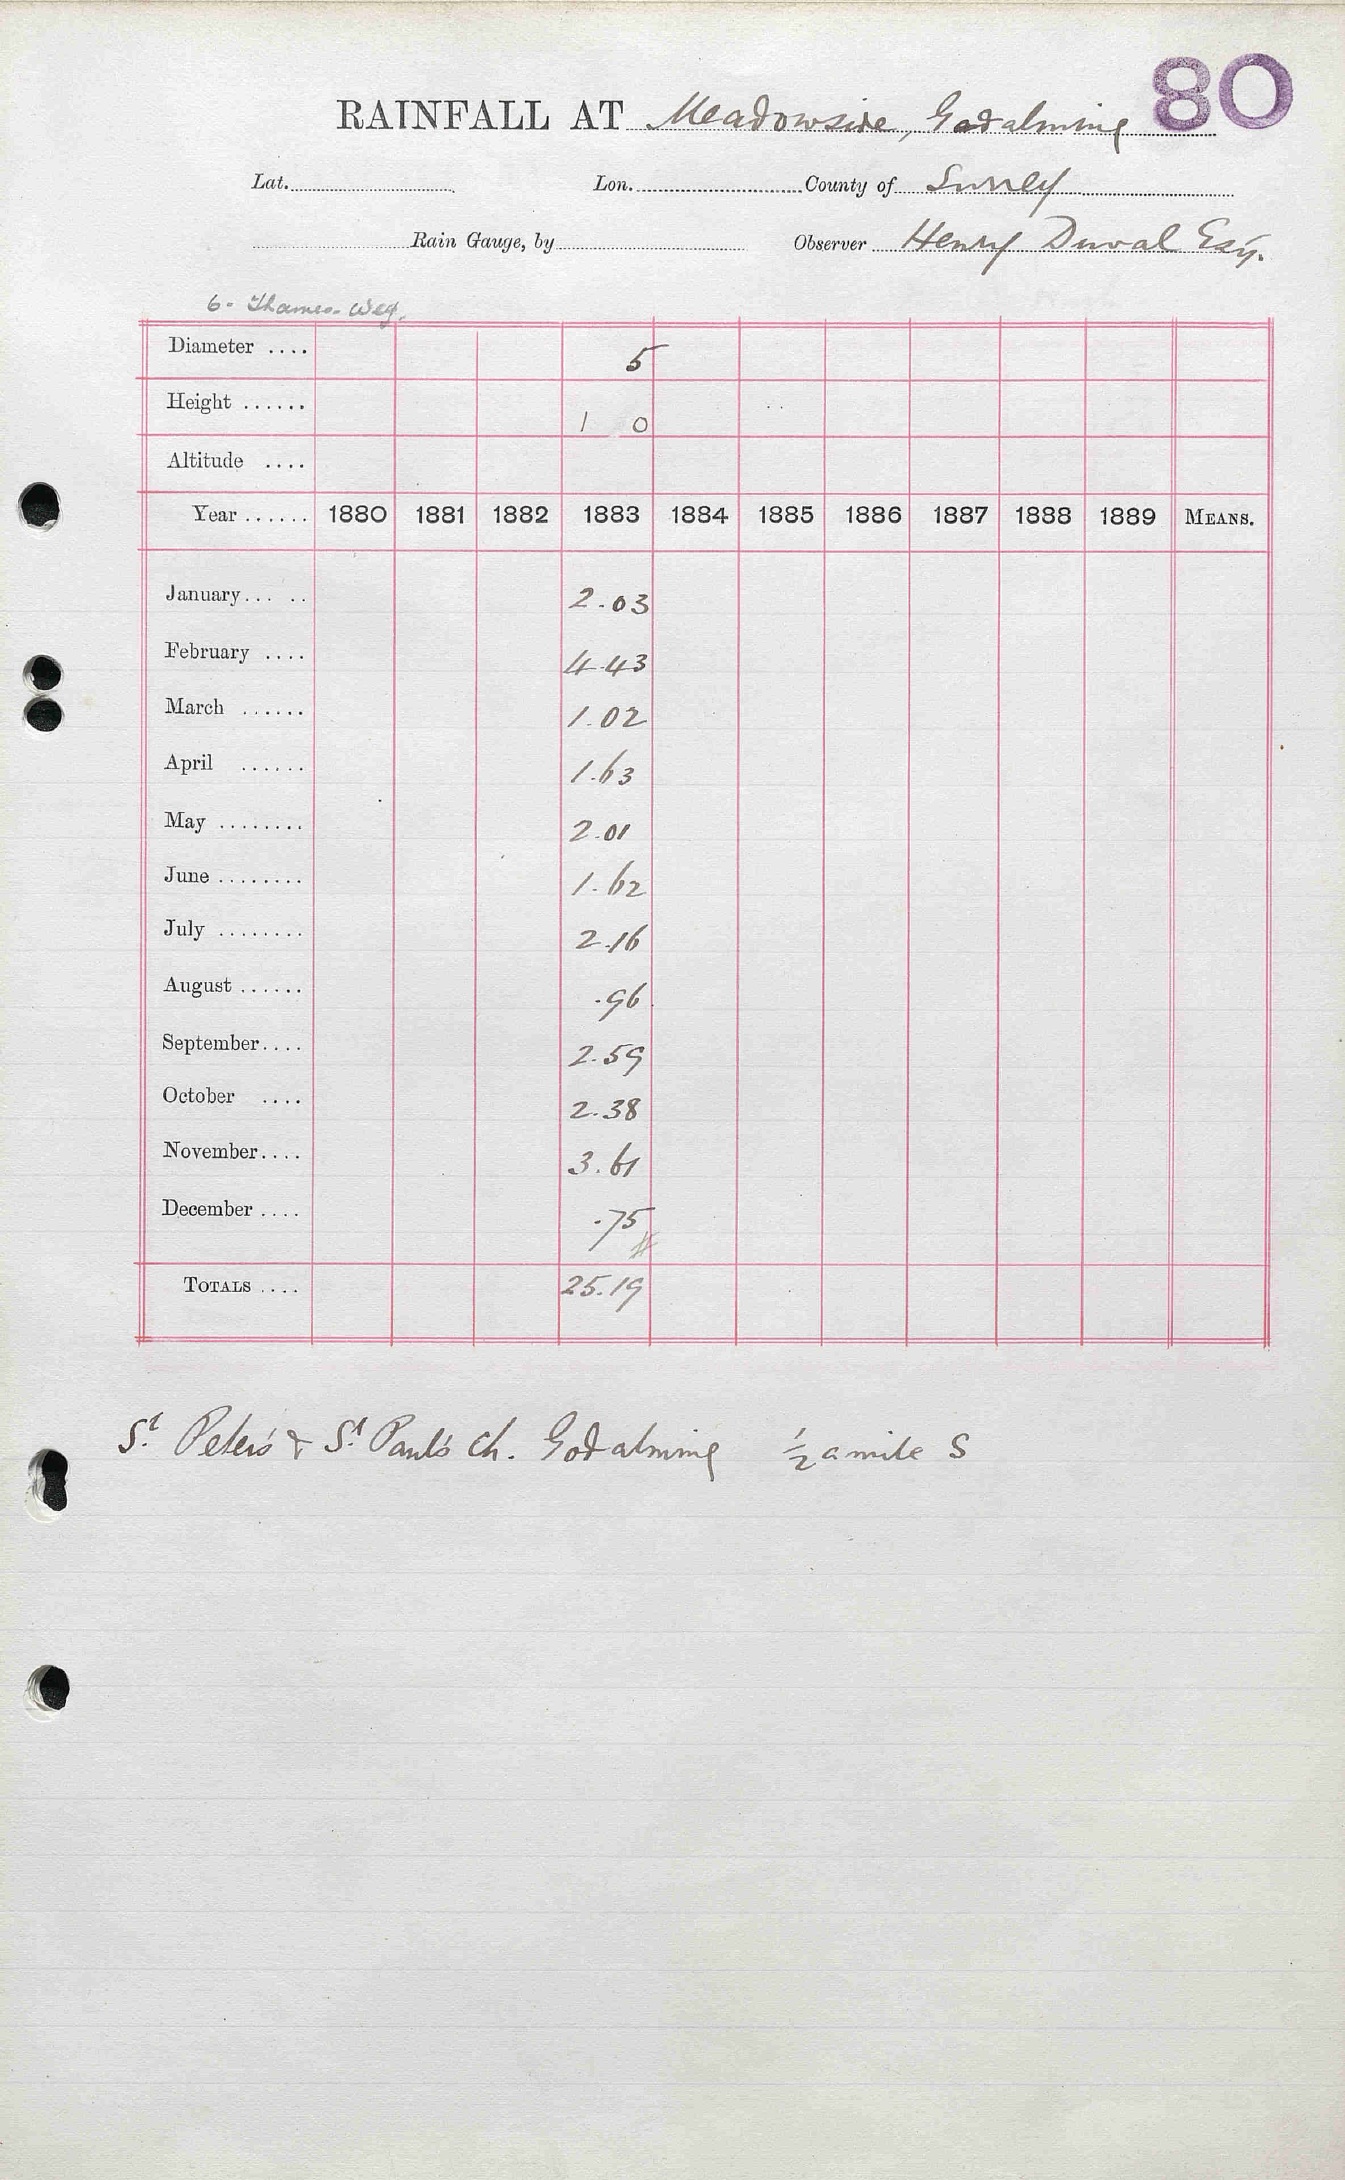 80
RAINFALL AT Meadowside, Godalming
Lat. Lon. County of Surrey
Rain Gauge, by Observer Henry Duval Esq.
6- Thames- Wey.
Diameter .... 5
Height ...... 1 0
Altitude ....
Year ...... 1880 1881 1882 1883 1884 1885 1886 1887 1888 1889 MEANS.
January... .. 2.03
February .... 4.43
March ...... 1.02
April ...... 1.63
May ........ 2.01
June ........ 1.62
July ........ 2.16
August ...... .96
September.... 2.59
October .... 2.38
November.... 3.61
December .... .75
TOTALS .... 25.19
St Peter's & St Paul's Ch. Godalming ½ a mile S